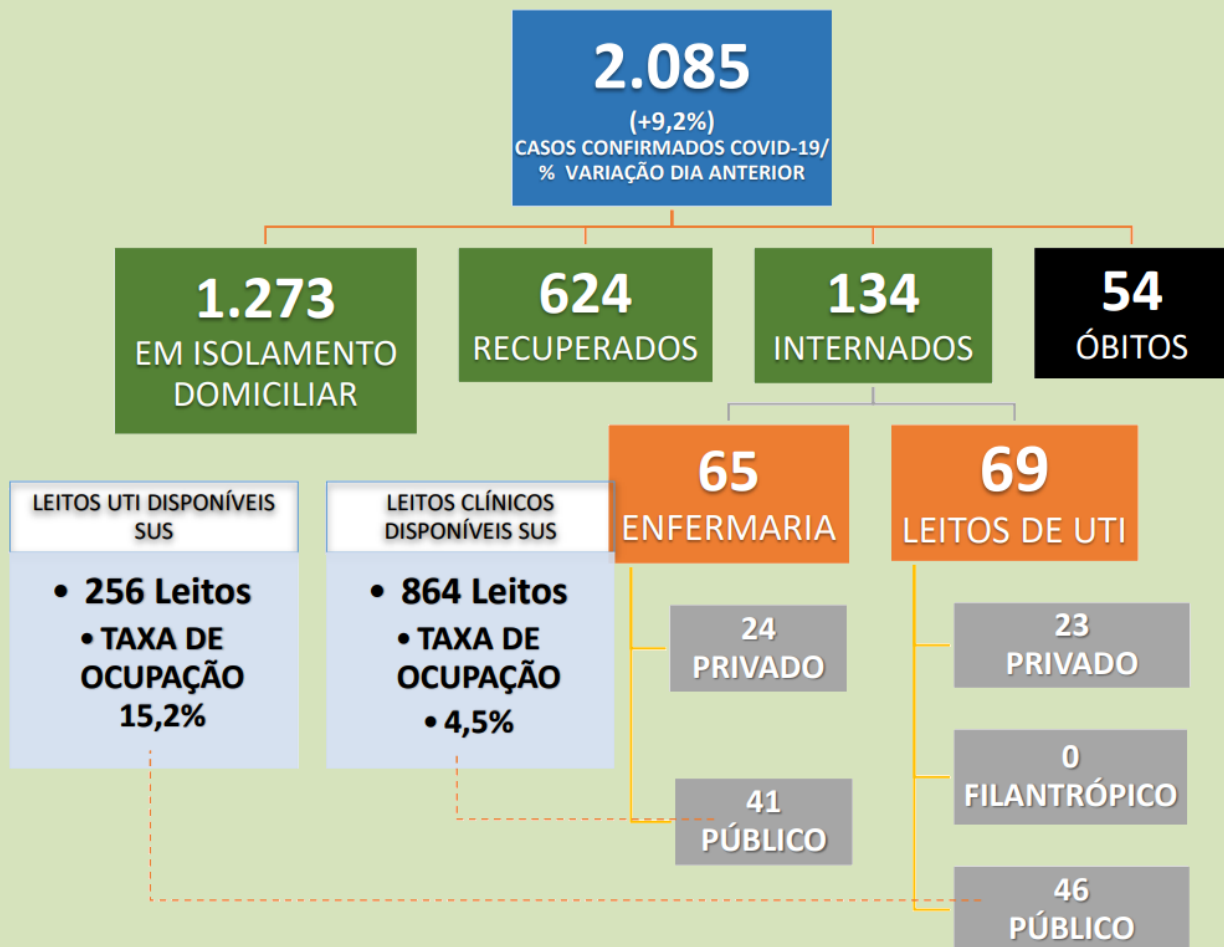 2.085
(+9,2%)
CASOS CONFIRMADOS COVID-19/
% VARIAÇÃO DIA ANTERIOR
1.273
EM ISOLAMENTO
DOMICILIAR
624
RECUPERADOS
134
INTERNADOS
54
ÓBITOS
65
ENFERMARIA
69
LEITOS DE UTI
LEITOS UTI DISPONÍVEIS
SUS
• 256 Leitos
• TAXA DE
OCUPAÇÃO
15,2%
LEITOS CLÍNICOS
DISPONÍVEIS SUS
• 864 Leitos
• TAXA DE
OCUPAÇÃO
• 4,5%
24
PRIVADO
41
PÚBLICO
23
PRIVADO
0
FILANTRÓPICO
46
PÚBLICO